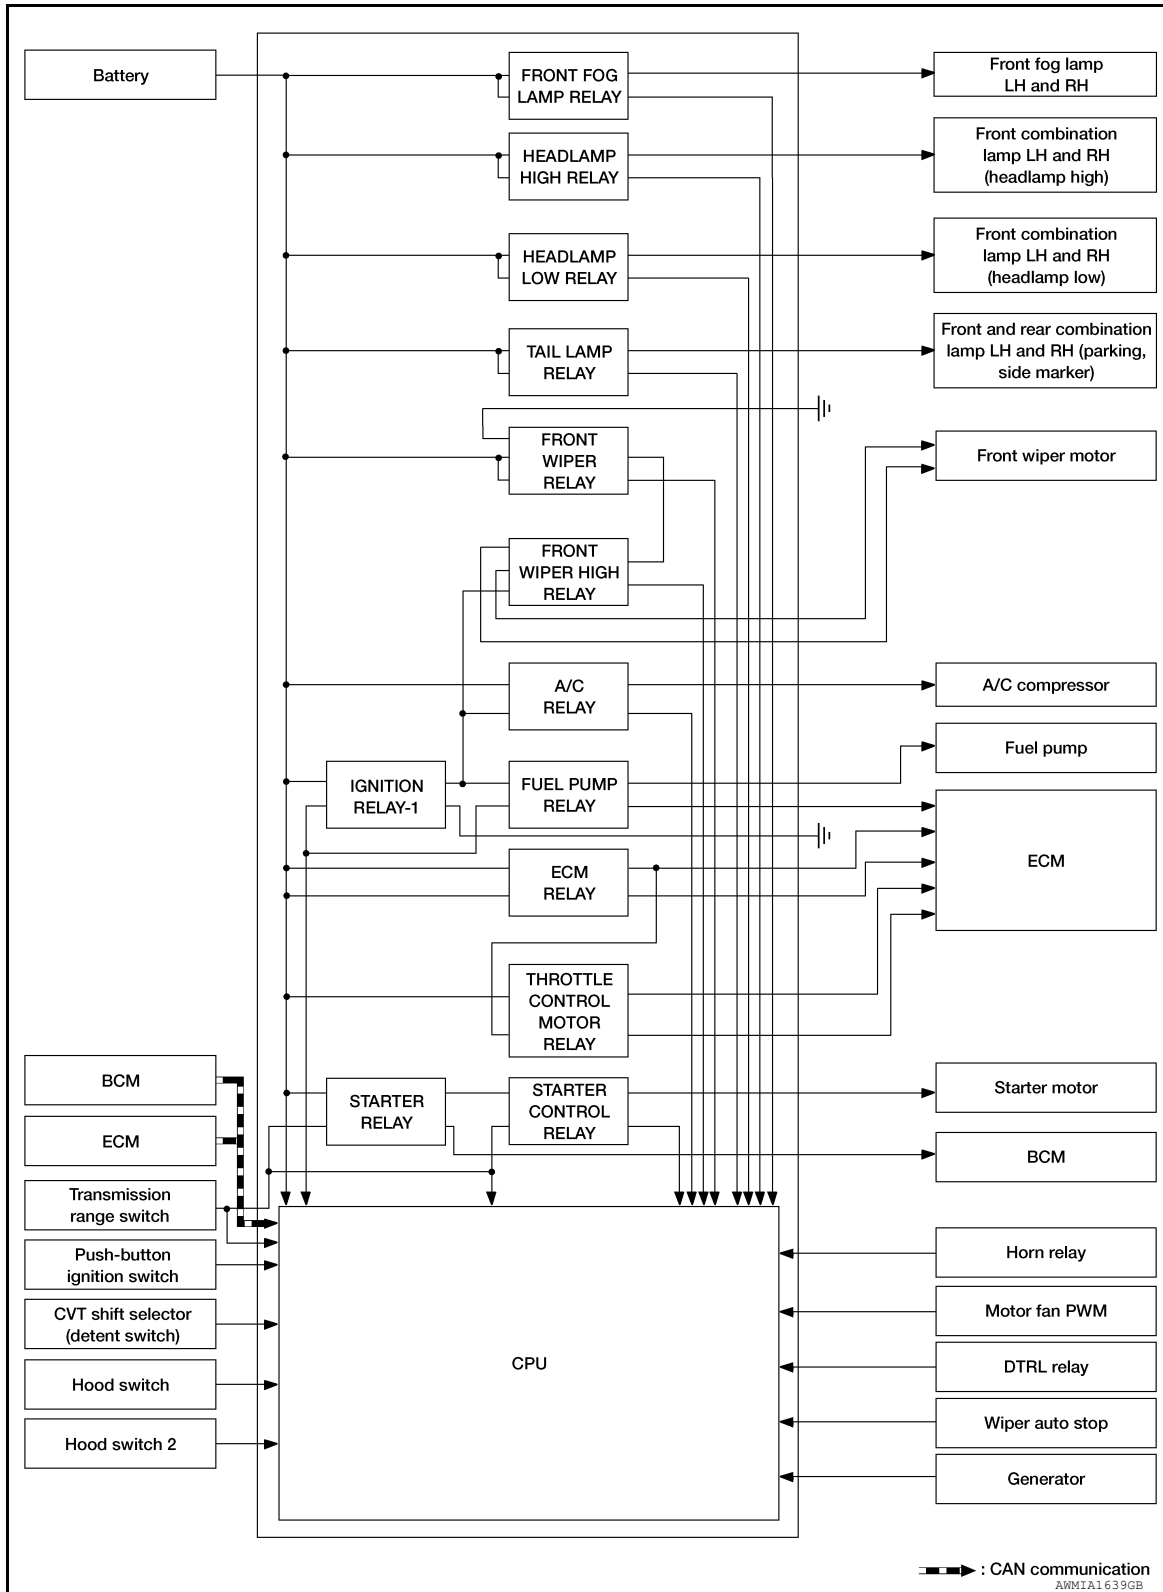 Battery
FRONT FOG
LAMP RELAY
Front fog lamp
LH and RH
HEADLAMP
HIGH RELAY
Front combination
lamp LH and RH
(headlamp high)
HEADLAMP
LOW RELAY
Front combination
lamp LH and RH
(headlamp low)
TAIL LAMP
RELAY
Front and rear combination
lamp LH and RH (parking,
side marker)
FRONT
WIPER
RELAY
Front wiper motor
FRONT
WIPER HIGH
RELAY
A/C
RELAY
A/C compressor
IGNITION
RELAY-1
FUEL PUMP
RELAY
Fuel pump
ECM
RELAY
ECM
THROTTLE
CONTROL
MOTOR
RELAY
BCM
ECM
STARTER
RELAY
STARTER
CONTROL
RELAY
Starter motor
BCM
Transmission
range switch
Push-button
ignition switch
CVT shift selector
(detent switch)
Hood switch
Hood switch 2
CPU
Horn relay
Motor fan PWM
DTRL relay
Wiper auto stop
Generator
: CAN communication
AWMIA1639GB